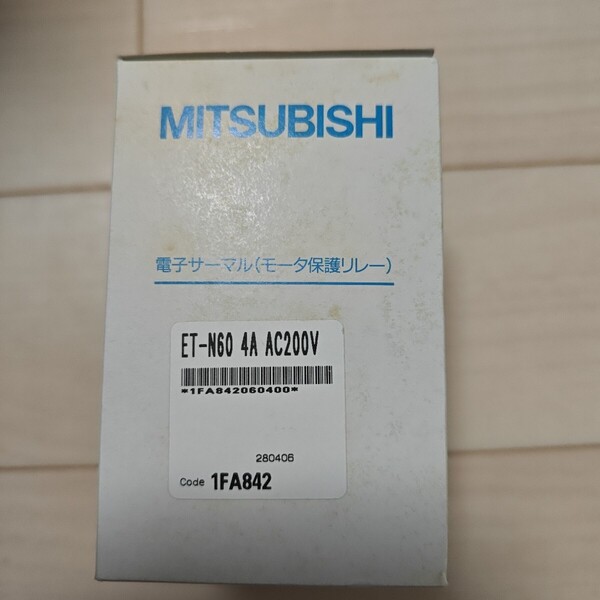 MITSUBISHI
電子サーマル(モータ保護リレー)
ET-N60 4A AC200V
*1FA842060400*
280406
Code 1FA842